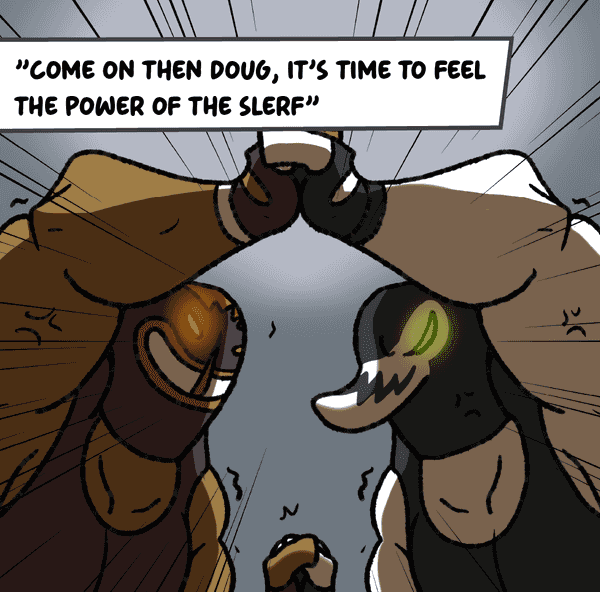 "COME ON THEN DOUG, IT'S TIME TO FEEL
THE POWER OF THE SLERF"